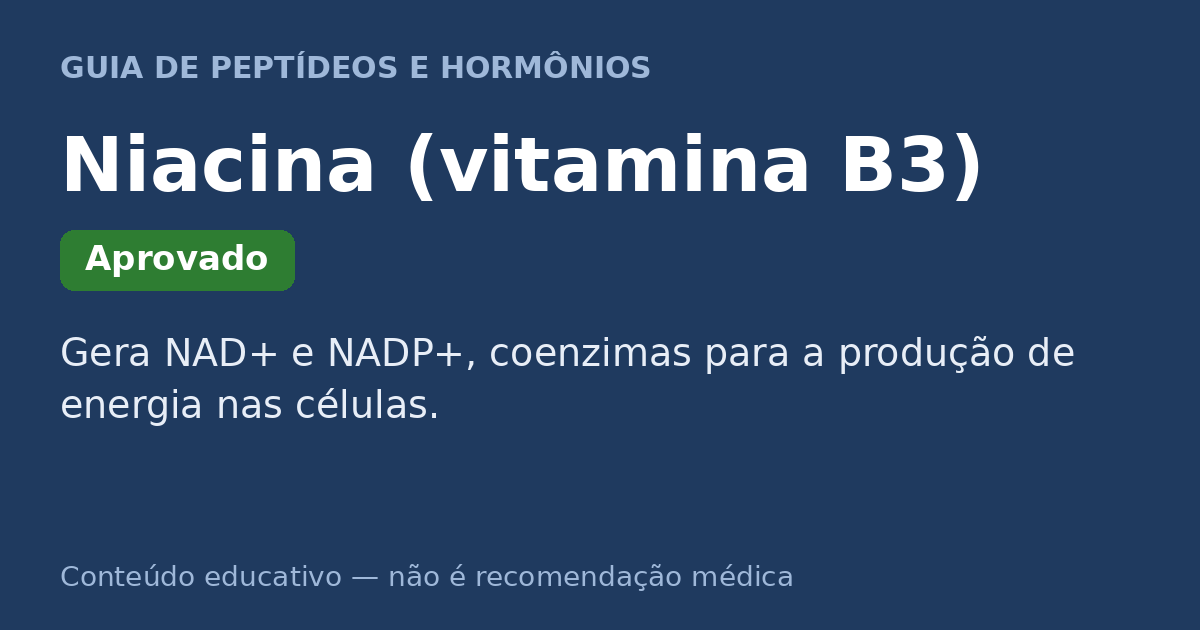 GUIA DE PEPTÍDEOS E HORMÔNIOS
Niacina (vitamina B3)
Aprovado
Gera NAD+ e NADP+, coenzimas para a produção de
energia nas células.
Conteúdo educativo — não é recomendação médica